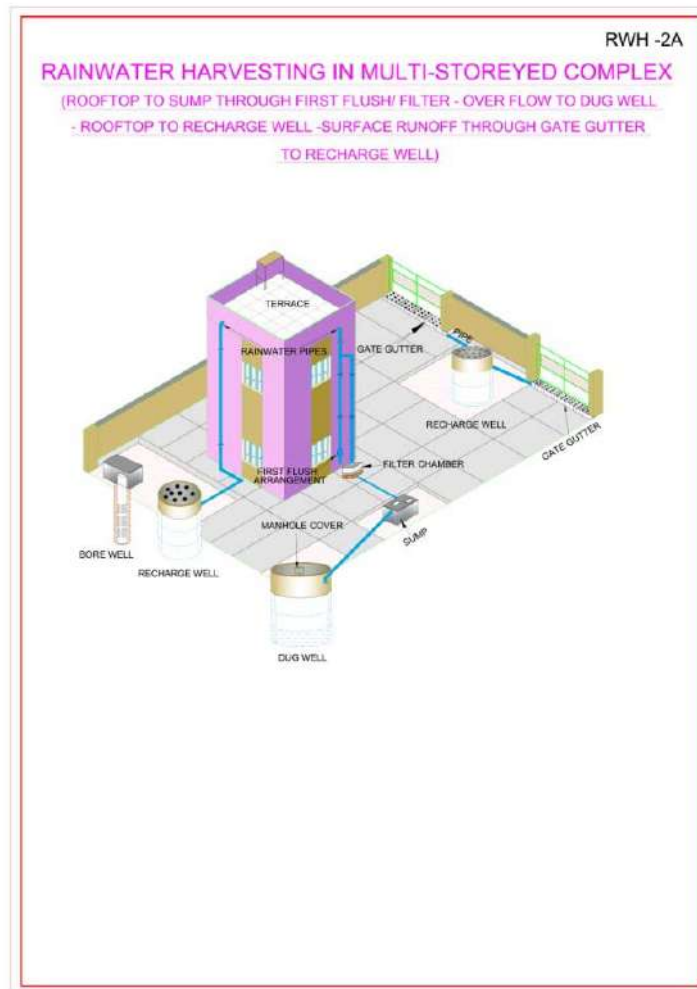 RWH -2A
RAINWATER HARVESTING IN MULTI-STOREYED COMPLEX
(ROOFTOP TO SUMP THROUGH FIRST FLUSH/ FILTER - OVER FLOW TO DUG WELL
- ROOFTOP TO RECHARGE WELL -SURFACE RUNOFF THROUGH GATE GUTTER
TO RECHARGE WELL)
TERRACE
RAINWATER PIPES
GATE GUTTER
PIPE
RECHARGE WELL
GATE GUTTER
FIRST FLUSH
ARRANGEMENT
FILTER CHAMBER
MANHOLE COVER
SUMP
BORE WELL
RECHARGE WELL
DUG WELL